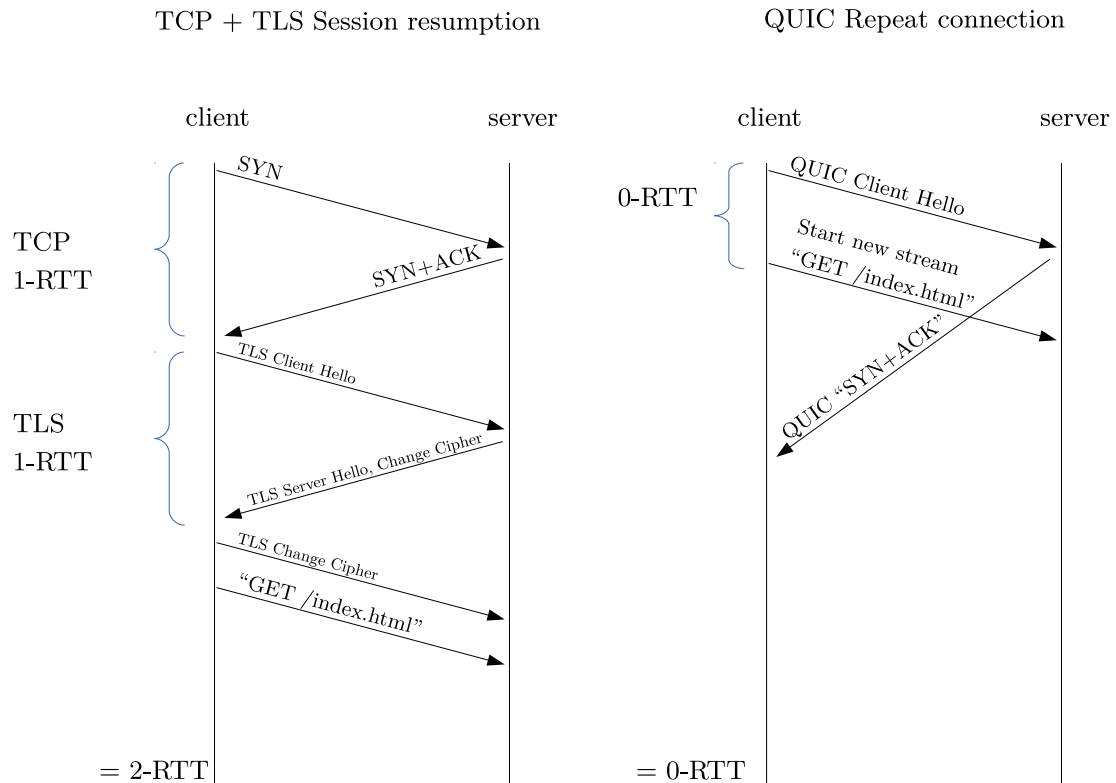 TCP + TLS Session resumption
client
server
SYN
TCP
1-RTT
SYN+ACK
TLS Client Hello
TLS
1-RTT
TLS Server Hello, Change Cipher
TLS Change Cipher
“GET /index.html”
= 2-RTT
QUIC Repeat connection
client
server
0-RTT
QUIC Client Hello
Start new stream
“GET /index.html”
QUIC “SYN+ACK”
= 0-RTT